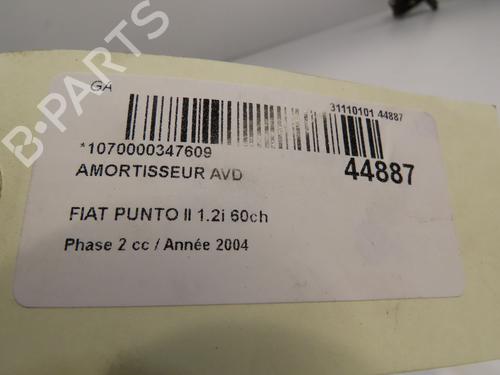 GA
31110101 44887
*1070000347609
44887
AMORTISSEUR AVD
FIAT PUNTO II 1.2i 60ch
Phase 2 cc / Année 2004
B-PARTS